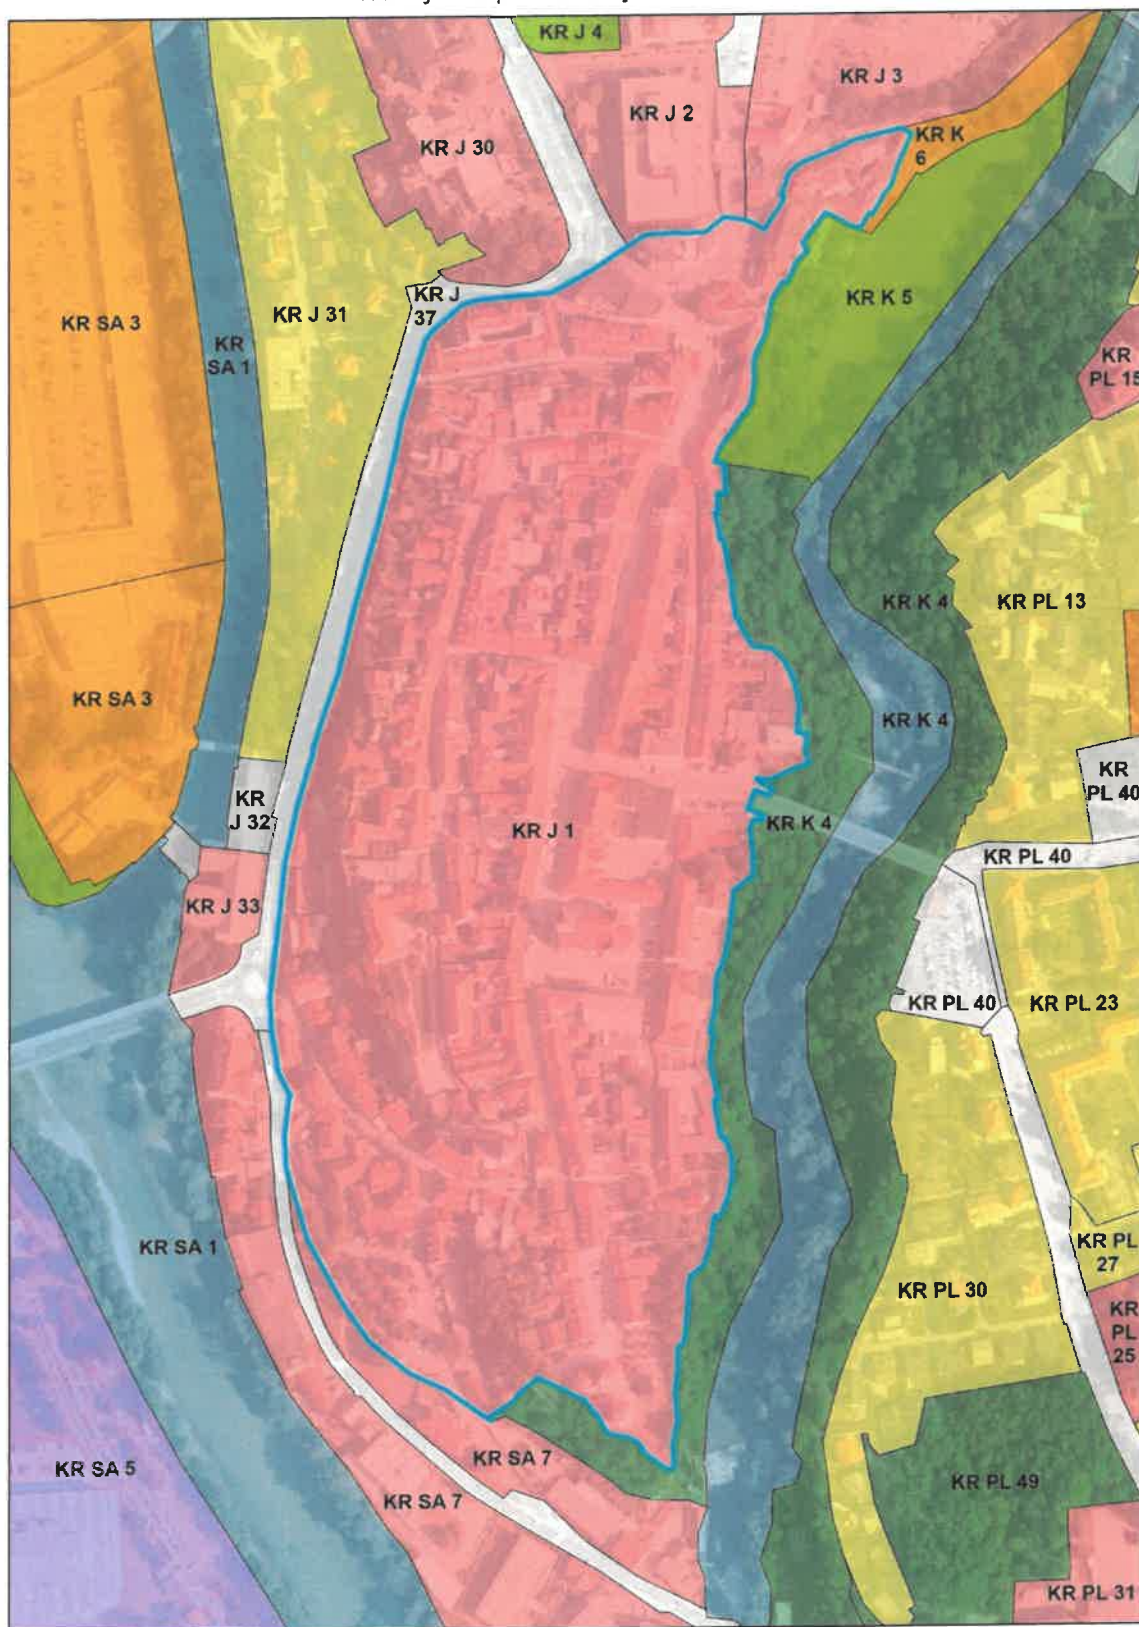 KR J 4
KR J 3
KR J 2
KR J 30
KR K
6
KR K 5
KR J
37
KR J 31
KR SA 3
KR
SA 1
KR
PL 15
KR K 4
KR PL 13
KR SA 3
KR K 4
KR
PL 40
KR
J 32
KR J 1
KR K 4
KR PL 40
KR J 33
KR PL 40
KR PL 23
KR SA 1
KR PL
27
KR PL 30
KR
PL
25
KR SA 7
KR SA 5
KR SA 7
KR PL 49
KR PL 31